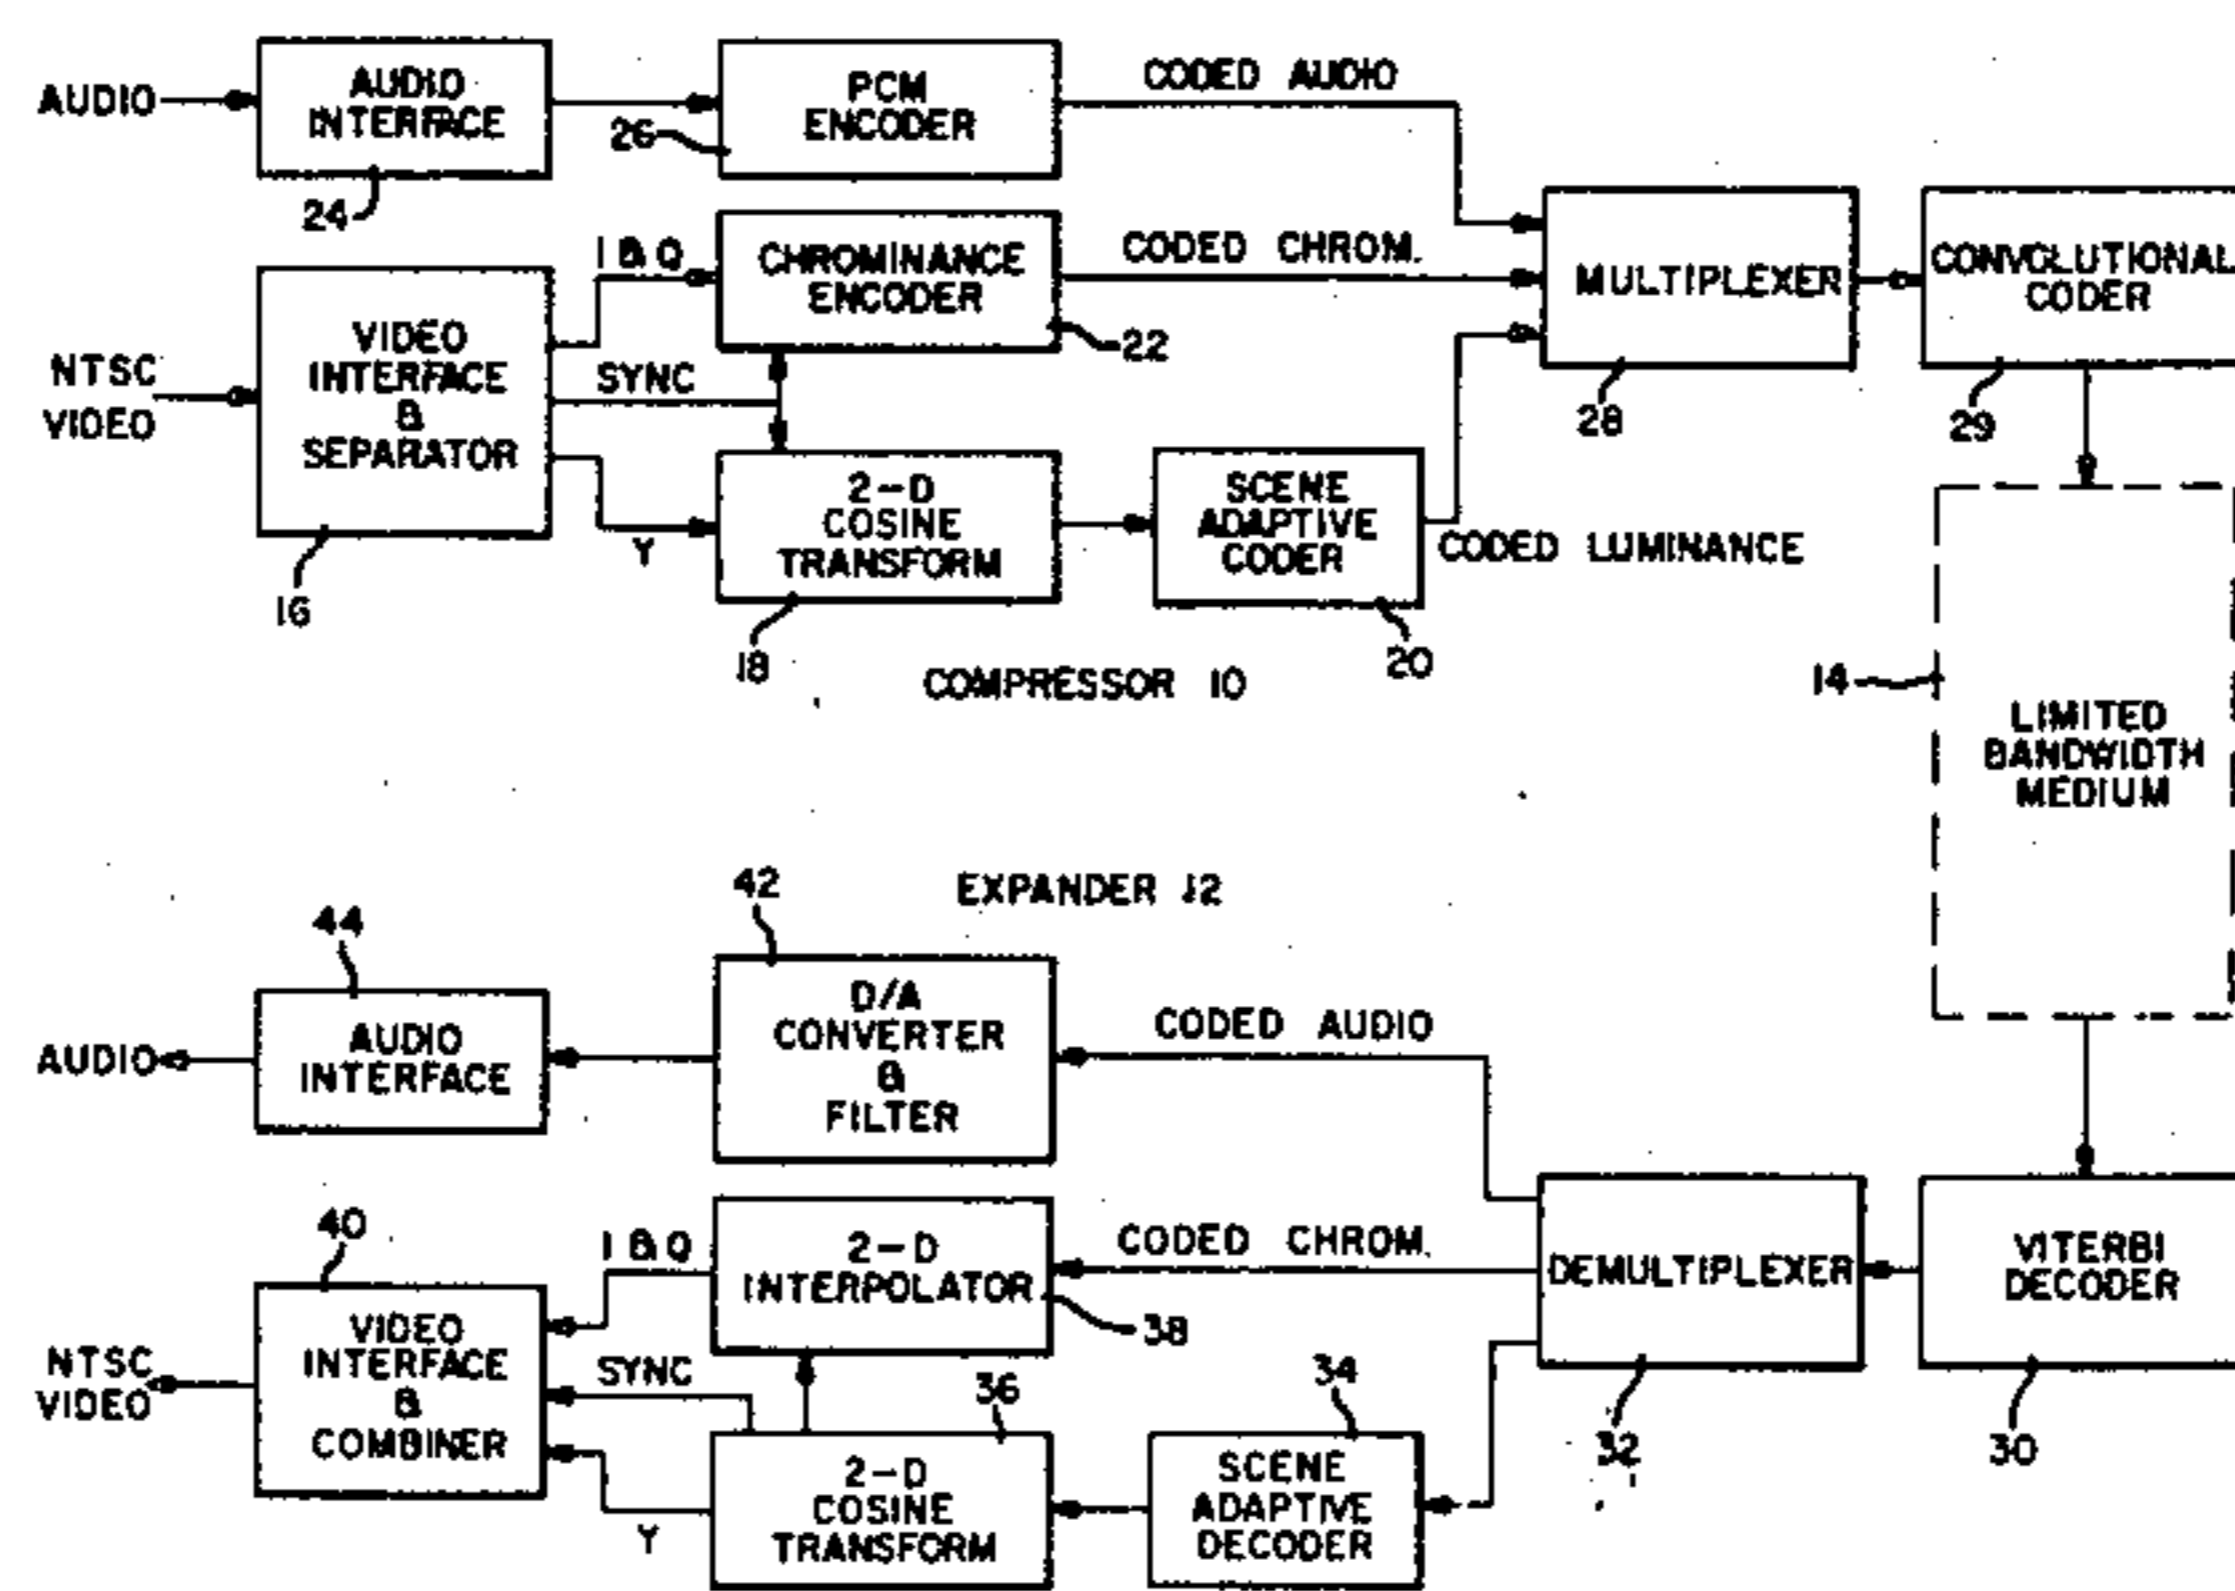 AUDIO
AUDIO
INTERFACE
24
PCM
ENCODER
26
CODED AUDIO
NTSC
VIDEO
VIDEO
INTERFACE
&
SEPARATOR
16
I & Q
SYNC
Y
CHROMINANCE
ENCODER
22
CODED CHROM.
2-D
COSINE
TRANSFORM
18
SCENE
ADAPTIVE
CODER
20
CODED LUMINANCE
MULTIPLEXER
28
CONVOLUTIONAL
CODER
29
COMPRESSOR 10
14
LIMITED
BANDWIDTH
MEDIUM
EXPANDER 12
44
AUDIO
AUDIO
INTERFACE
42
D/A
CONVERTER
&
FILTER
CODED AUDIO
40
NTSC
VIDEO
VIDEO
INTERFACE
&
COMBINER
I & Q
SYNC
Y
2-D
INTERPOLATOR
38
CODED CHROM.
36
2-D
COSINE
TRANSFORM
34
SCENE
ADAPTIVE
DECODER
DEMULTIPLEXER
32
VITERBI
DECODER
30